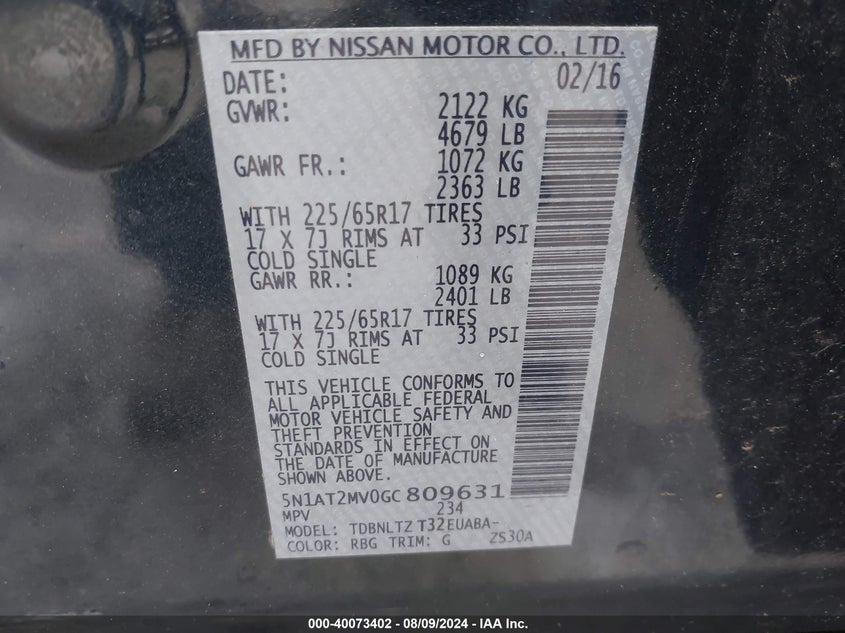 MFD BY NISSAN MOTOR CO., LTD.
DATE: 02/16
GVWR: 2122 KG
4679 LB
GAWR FR.: 1072 KG
2363 LB
WITH 225/65R17 TIRES
17 X 7J RIMS AT 33 PSI
COLD SINGLE
GAWR RR.: 1089 KG
2401 LB
WITH 225/65R17 TIRES
17 X 7J RIMS AT 33 PSI
COLD SINGLE
THIS VEHICLE CONFORMS TO
ALL APPLICABLE FEDERAL
MOTOR VEHICLE SAFETY AND
THEFT PREVENTION
STANDARDS IN EFFECT ON
THE DATE OF MANUFACTURE
SHOWN ABOVE.
5N1AT2MV0GC809631
MPV 234
MODEL: TDBNLTZ T32EUABA-
COLOR: RBG TRIM: G ZS30A
000-40073402 - 08/09/2024 - IAA Inc.